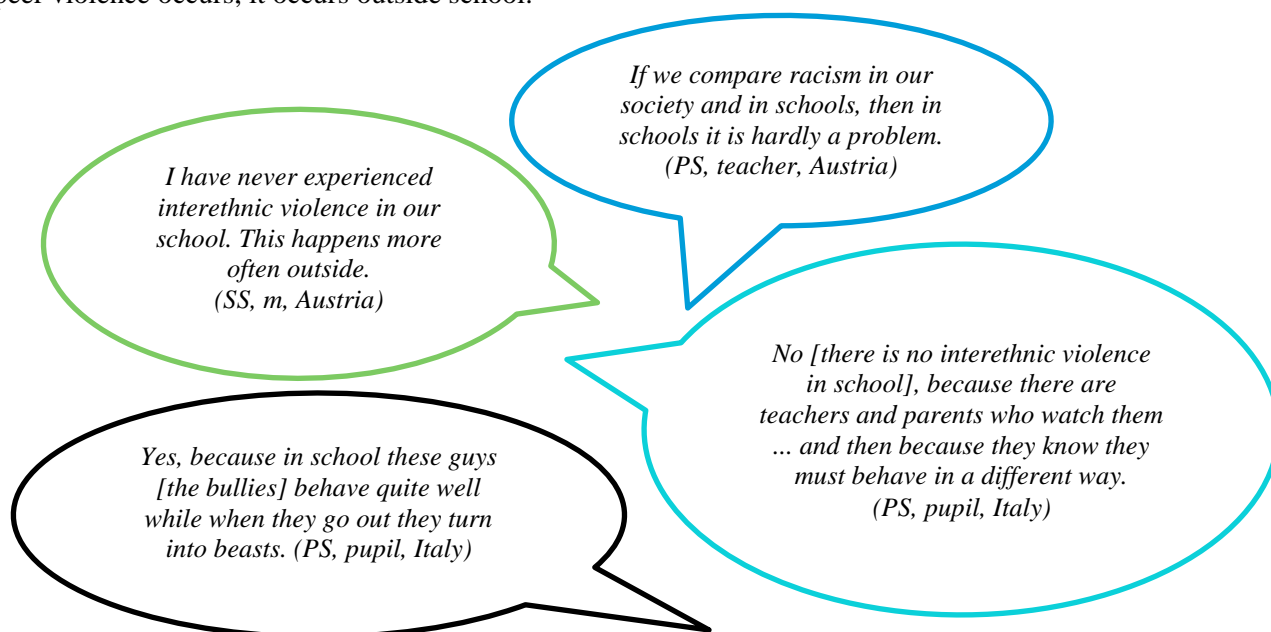 peer violence occurs, it occurs outside school.
If we compare racism in our
society and in schools, then in
schools it is hardly a problem.
(PS, teacher, Austria)
I have never experienced
interethnic violence in our
school. This happens more
often outside.
(SS, m, Austria)
No [there is no interethnic violence
in school], because there are
teachers and parents who watch them
... and then because they know they
must behave in a different way.
(PS, pupil, Italy)
Yes, because in school these guys
[the bullies] behave quite well
while when they go out they turn
into beasts. (PS, pupil, Italy)